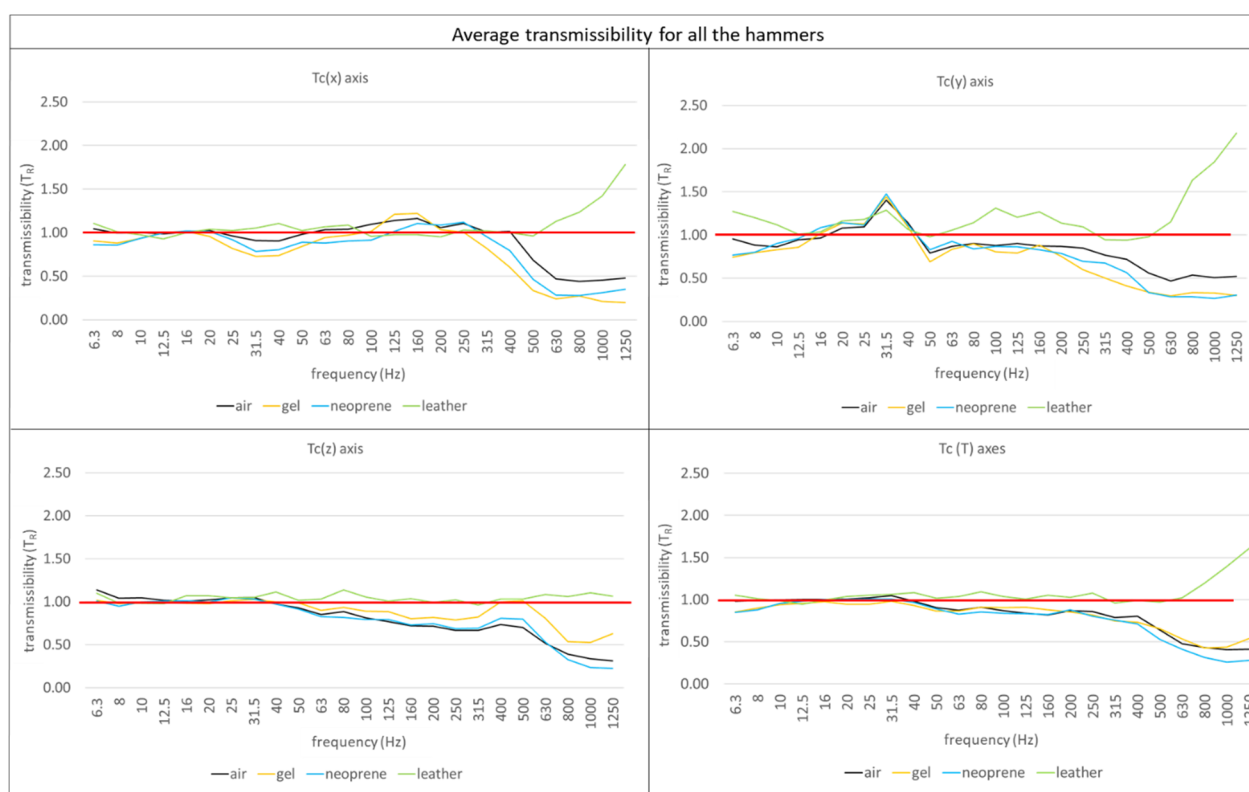 Average transmissibility for all the hammers
Tc(x) axis
transmissibility (TR)
2.50
2.00
1.50
1.00
0.50
0.00
6.3 8 10 12.5 16 20 25 31.5 40 50 63 80 100 125 160 200 250 315 400 500 630 800 1000 1250
frequency (Hz)
air gel neoprene leather
Tc(y) axis
transmissibility (TR)
2.50
2.00
1.50
1.00
0.50
0.00
6.3 8 10 12.5 16 20 25 31.5 40 50 63 80 100 125 160 200 250 315 400 500 630 800 1000 1250
frequency (Hz)
air gel neoprene leather
Tc(z) axis
transmissibility (TR)
2.50
2.00
1.50
1.00
0.50
0.00
6.3 8 10 12.5 16 20 25 31.5 40 50 63 80 100 125 160 200 250 315 400 500 630 800 1000 1250
frequency (Hz)
air gel neoprene leather
Tc (T) axes
transmissibility (TR)
2.50
2.00
1.50
1.00
0.50
0.00
6.3 8 10 12.5 16 20 25 31.5 40 50 63 80 100 125 160 200 250 315 400 500 630 800 1000 1250
frequency (Hz)
air gel neoprene leather